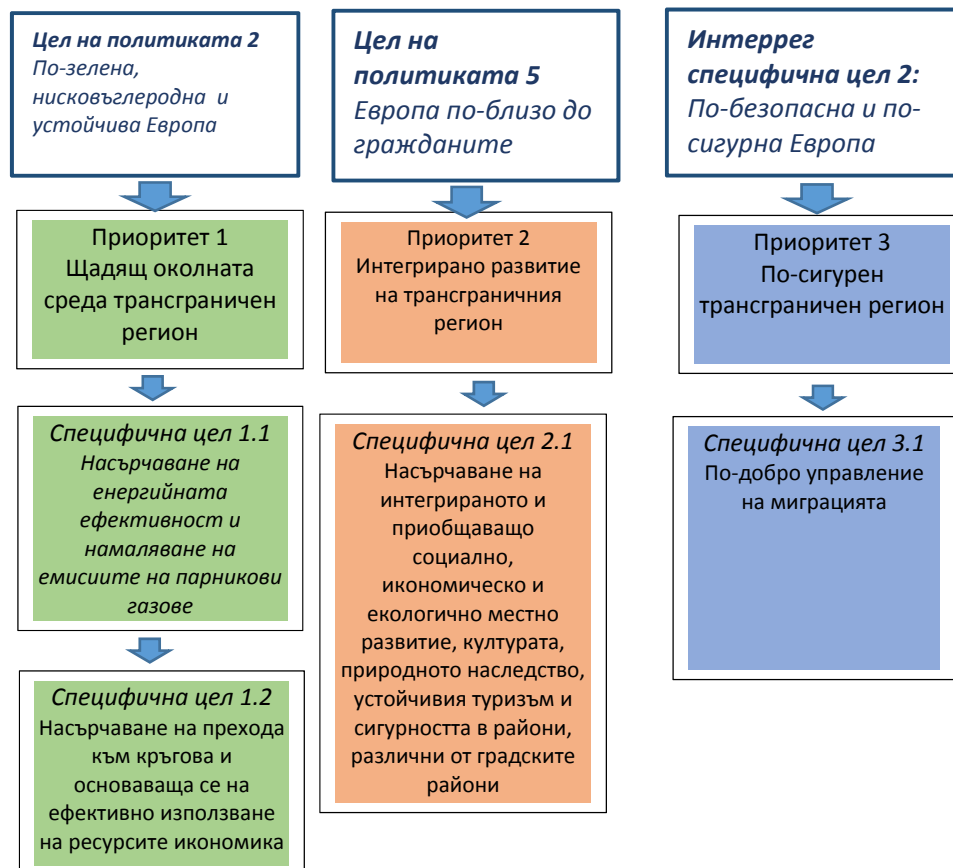 Цел на политиката 2
По-зелена,
нисковъглеродна и
устойчива Европа
Приоритет 1
Щадящ околната
среда трансграничен
регион
Специфична цел 1.1
Насърчаване на
енергийната
ефективност и
намаляване на
емисиите на парникови
газове
Специфична цел 1.2
Насърчаване на прехода
към кръгова и
основаваща се на
ефективно използване
на ресурсите икономика
Цел на
политиката 5
Европа по-близо до
гражданите
Приоритет 2
Интегрирано развитие
на трансграничния
регион
Специфична цел 2.1
Насърчаване на
интегрираното и
приобщаващо
социално,
икономическо и
екологично местно
развитие, културата,
природното наследство,
устойчивия туризъм и
сигурността в райони,
различни от градските
райони
Интеррег
специфична цел 2:
По-безопасна и по-
сигурна Европа
Приоритет 3
По-сигурен
трансграничен регион
Специфична цел 3.1
По-добро управление
на миграцията